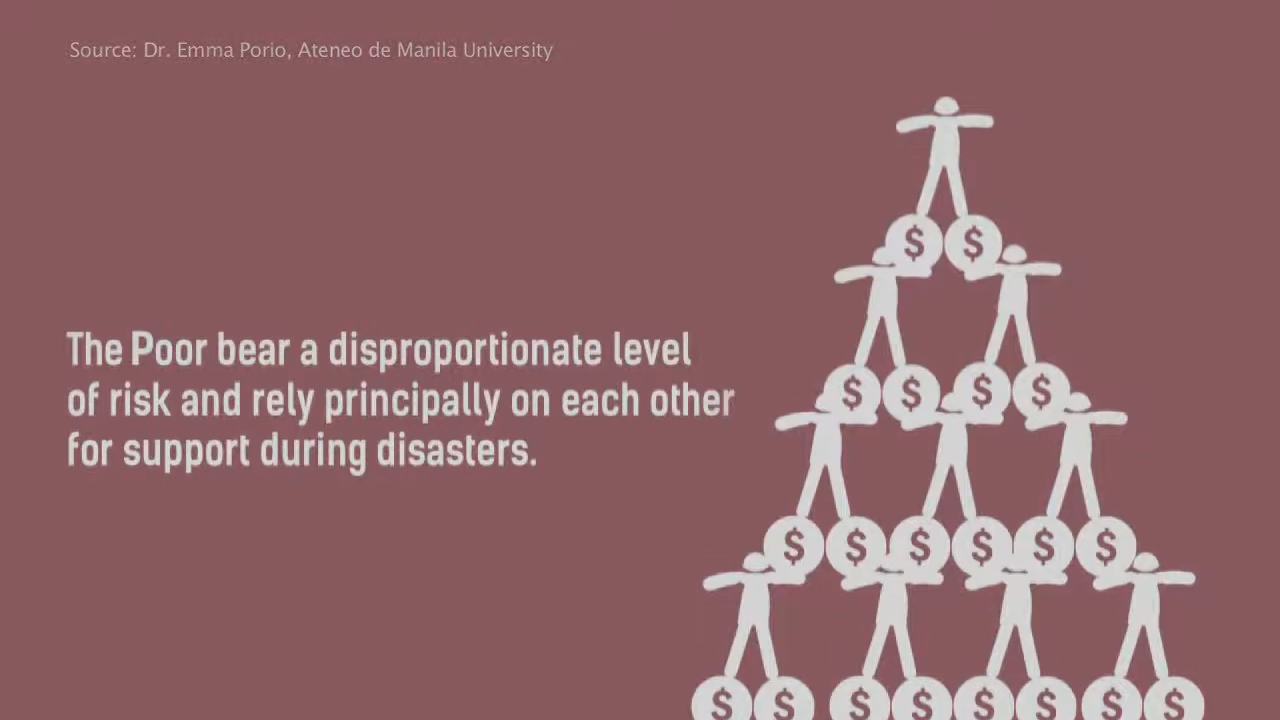 Source: Dr. Emma Porio, Ateneo de Manila University
The Poor bear a disproportionate level
of risk and rely principally on each other
for support during disasters.
$ $
$ $ $ $
$ $ $ $ $ $
$ $ $ $ $ $ $ $